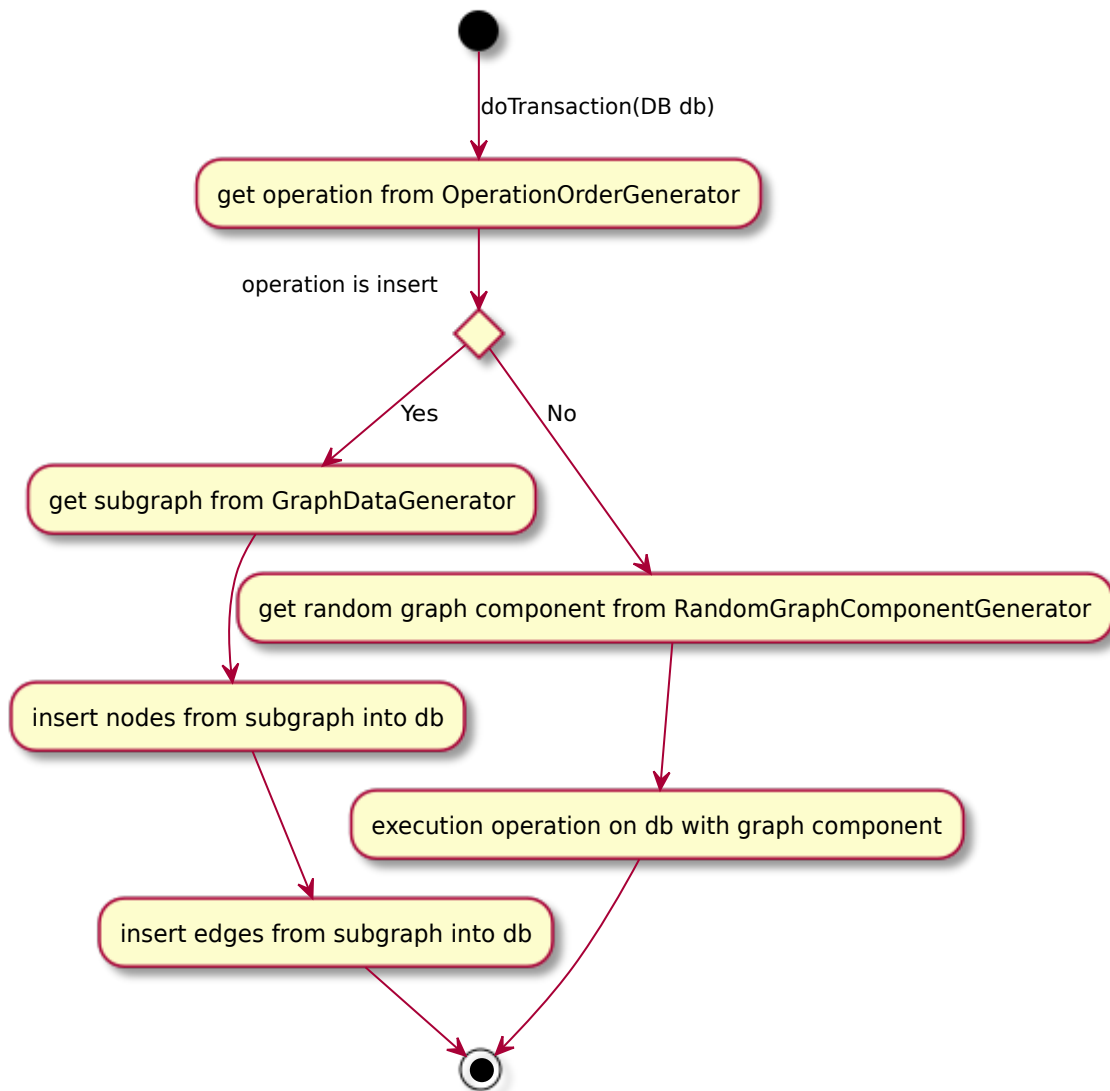 doTransaction(DB db)
get operation from OperationOrderGenerator
operation is insert
Yes
No
get subgraph from GraphDataGenerator
get random graph component from RandomGraphComponentGenerator
insert nodes from subgraph into db
execution operation on db with graph component
insert edges from subgraph into db